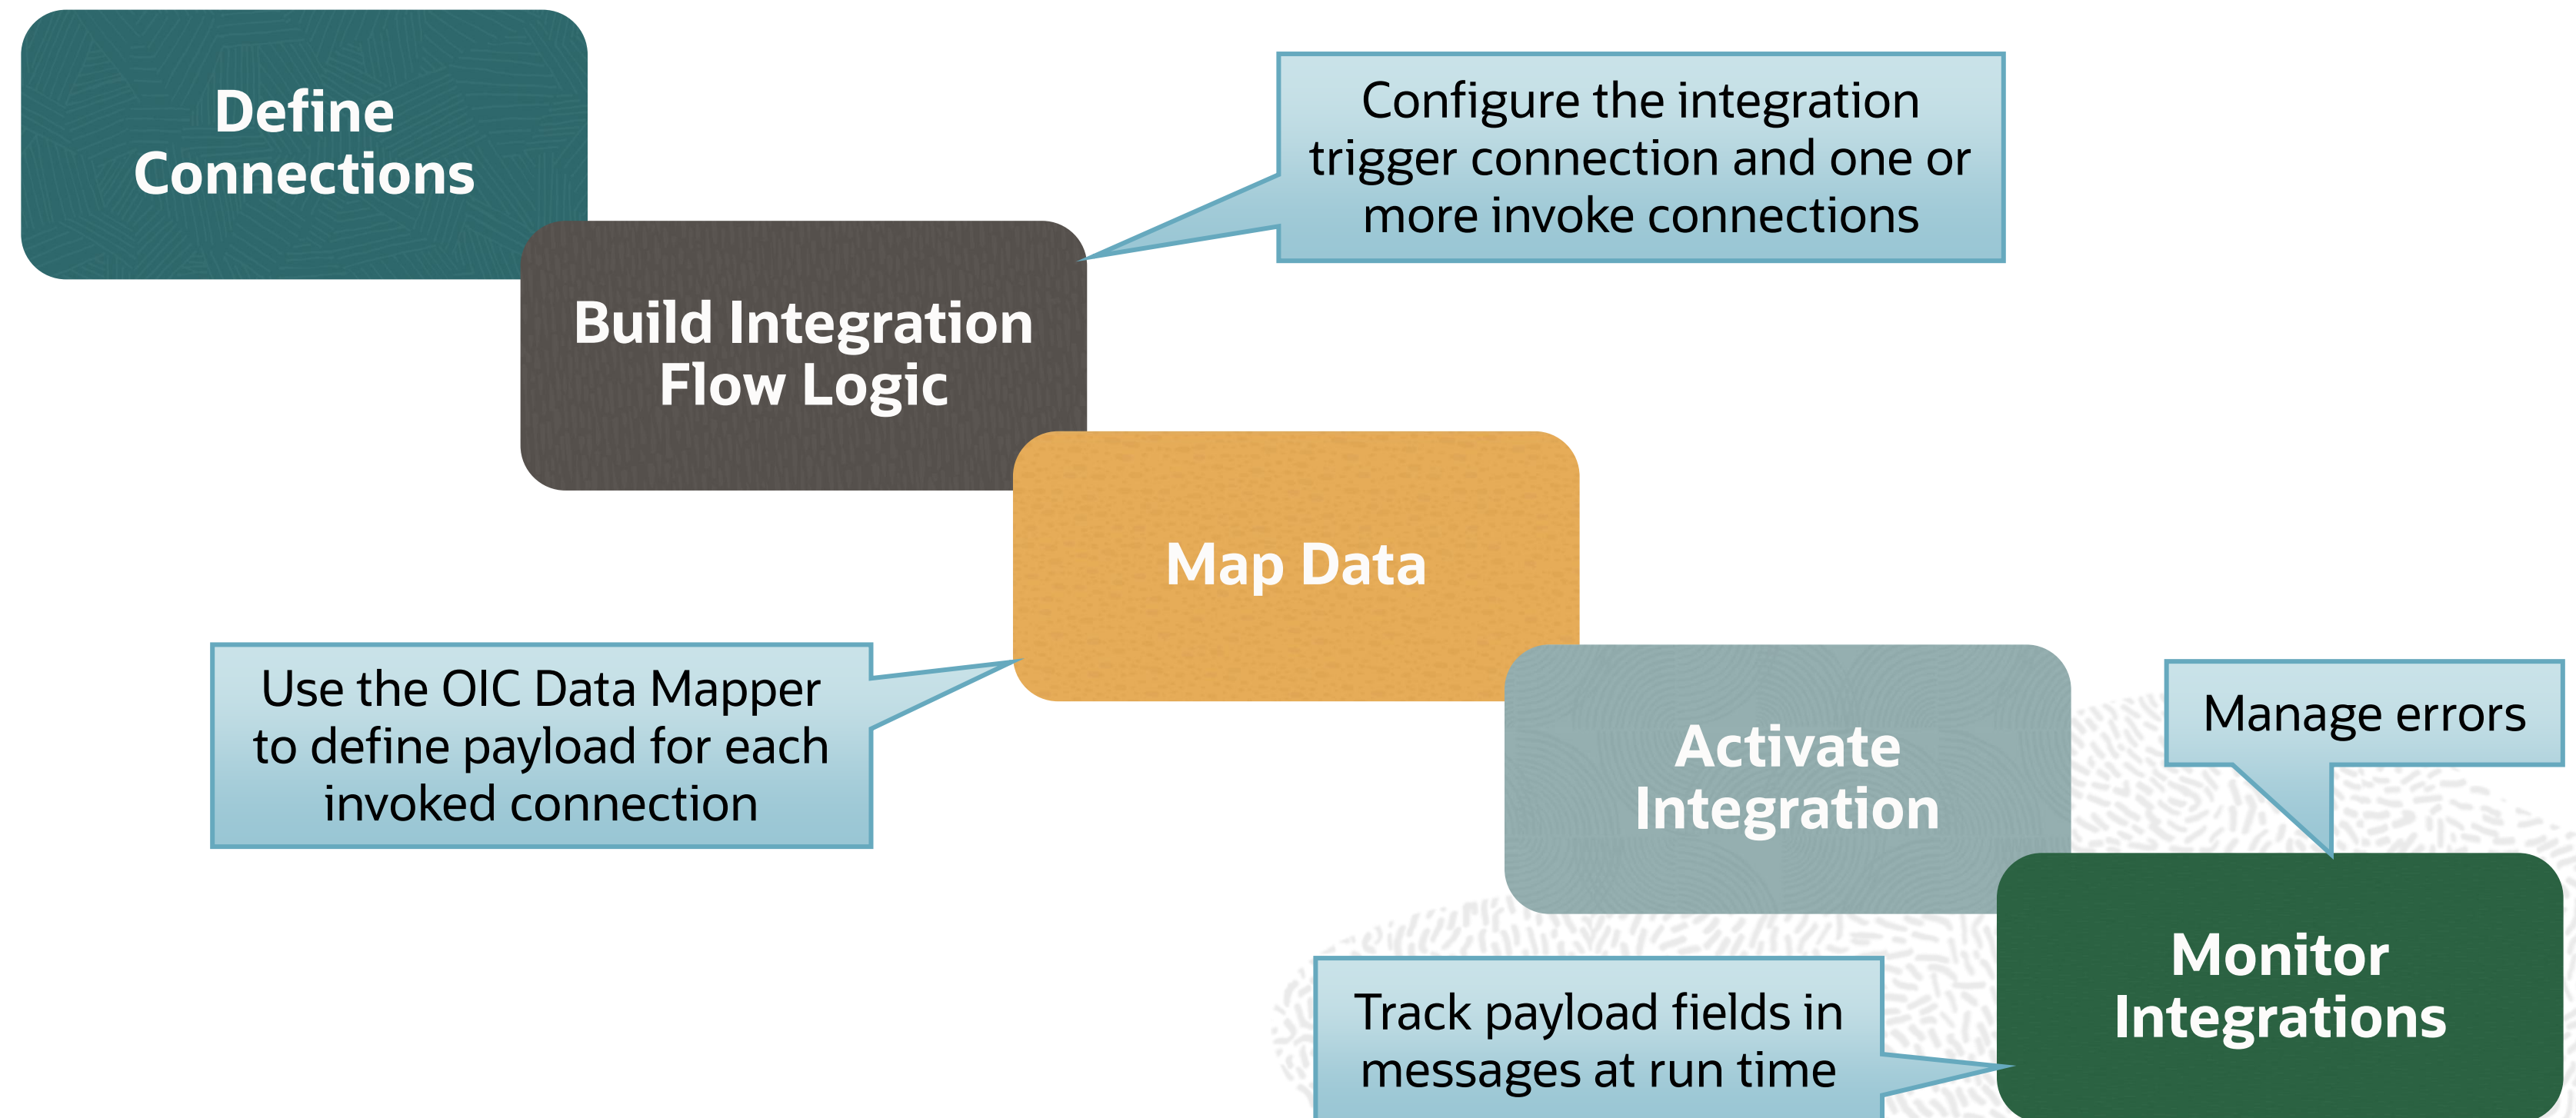 Define
Connections
Configure the integration
trigger connection and one or
more invoke connections
Build Integration
Flow Logic
Map Data
Use the OIC Data Mapper
to define payload for each
invoked connection
Activate
Integration
Manage errors
Monitor
Integrations
Track payload fields in
messages at run time